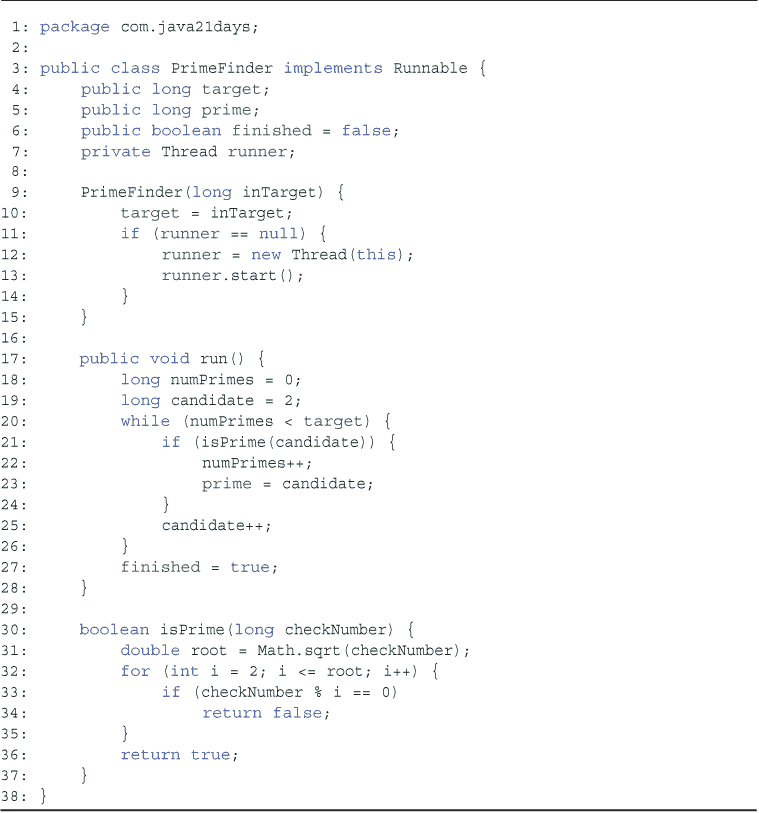 1: package com.java21days;
2:
3: public class PrimeFinder implements Runnable {
4:     public long target;
5:     public long prime;
6:     public boolean finished = false;
7:     private Thread runner;
8:
9:     PrimeFinder(long inTarget) {
10:         target = inTarget;
11:         if (runner == null) {
12:             runner = new Thread(this);
13:             runner.start();
14:         }
15:     }
16:
17:     public void run() {
18:         long numPrimes = 0;
19:         long candidate = 2;
20:         while (numPrimes < target) {
21:             if (isPrime(candidate)) {
22:                 numPrimes++;
23:                 prime = candidate;
24:             }
25:             candidate++;
26:         }
27:         finished = true;
28:     }
29:
30:     boolean isPrime(long checkNumber) {
31:         double root = Math.sqrt(checkNumber);
32:         for (int i = 2; i <= root; i++) {
33:             if (checkNumber % i == 0)
34:                 return false;
35:         }
36:         return true;
37:     }
38: }